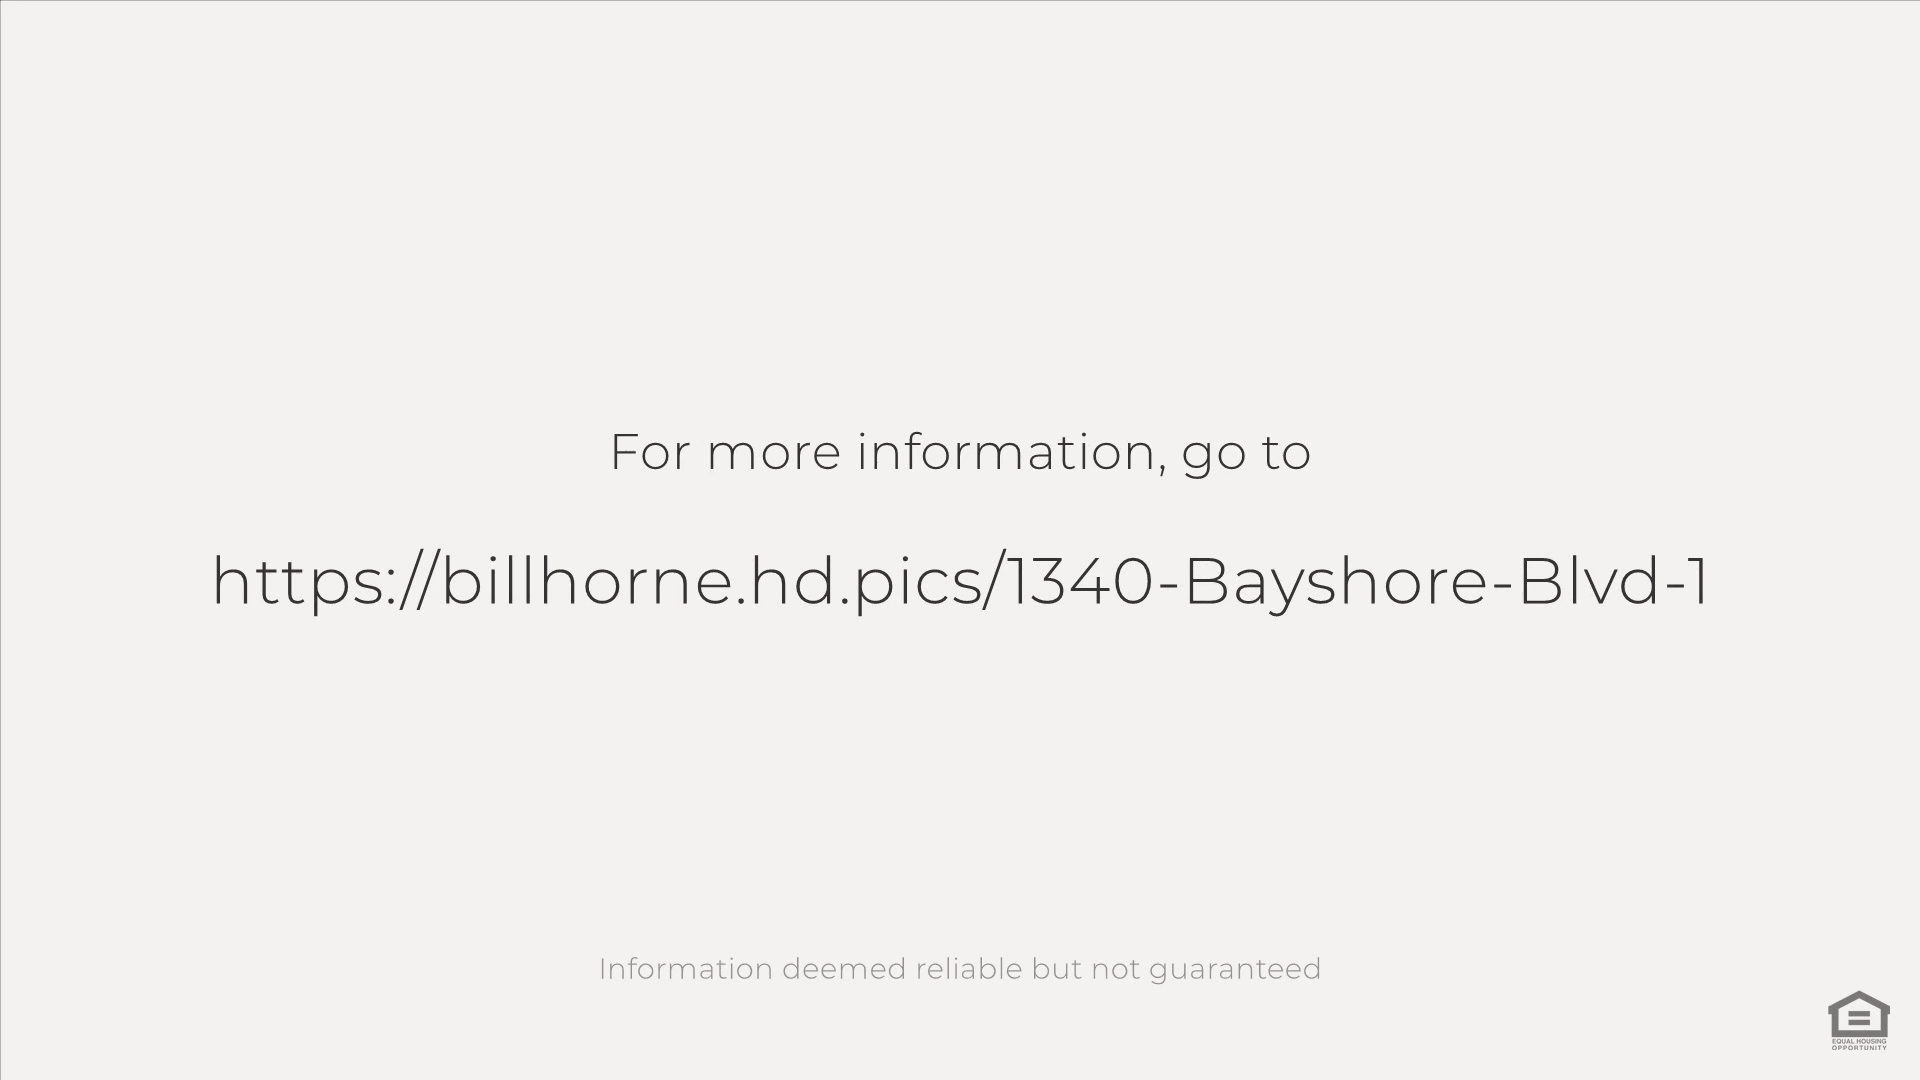 For more information, go to
https://billhorne.hd.pics/1340-Bayshore-Blvd-1
Information deemed reliable but not guaranteed
EQUAL HOUSING
OPPORTUNITY